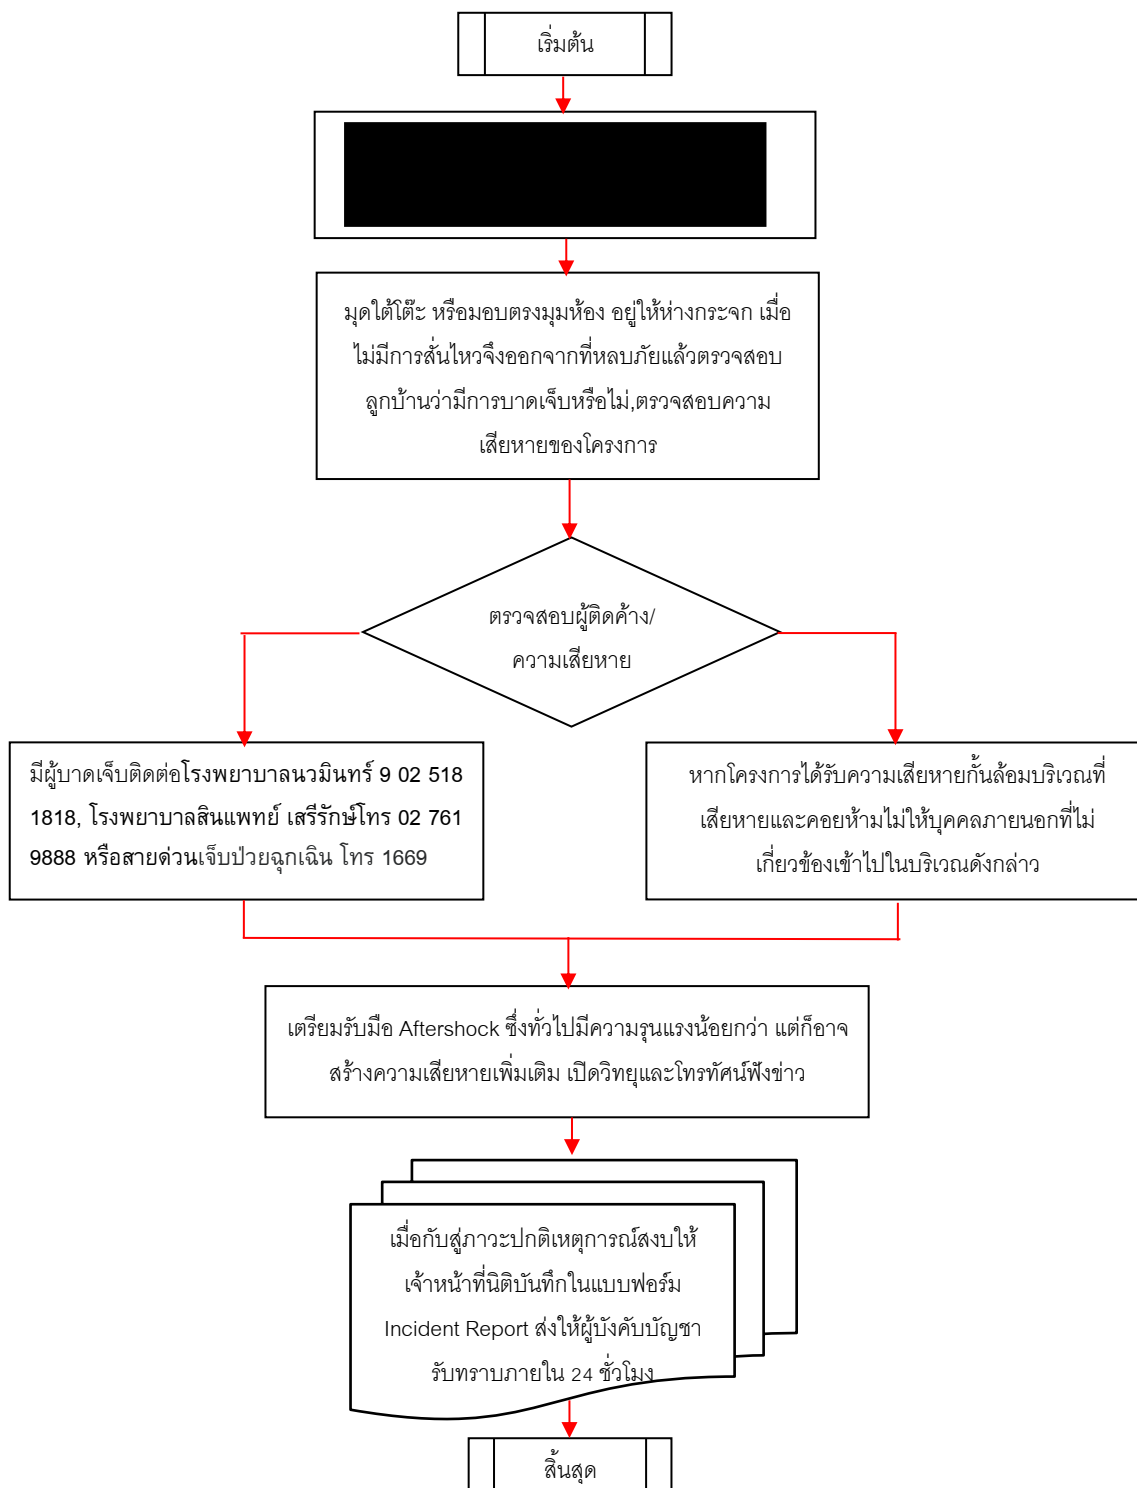 เริ่มต้น
มุดใต้โต๊ะ หรือมอบตรงมุมห้อง อยู่ให้ห่างกระจก เมื่อ
ไม่มีการสั่นไหวจึงออกจากที่หลบภัยแล้วตรวจสอบ
ลูกบ้านว่ามีการบาดเจ็บหรือไม่,ตรวจสอบความ
เสียหายของโครงการ
ตรวจสอบผู้ติดค้าง/
ความเสียหาย
มีผู้บาดเจ็บติดต่อโรงพยาบาลนวมินทร์ 9 02 518
1818, โรงพยาบาลสินแพทย์ เสรีรักษ์โทร 02 761
9888 หรือสายด่วนเจ็บป่วยฉุกเฉิน โทร 1669
หากโครงการได้รับความเสียหายกั้นล้อมบริเวณที่
เสียหายและคอยห้ามไม่ให้บุคคลภายนอกที่ไม่
เกี่ยวข้องเข้าไปในบริเวณดังกล่าว
เตรียมรับมือ Aftershock ซึ่งทั่วไปมีความรุนแรงน้อยกว่า แต่ก็อาจ
สร้างความเสียหายเพิ่มเติม เปิดวิทยุและโทรทัศน์ฟังข่าว
เมื่อกับสู่ภาวะปกติเหตุการณ์สงบให้
เจ้าหน้าที่นิติบันทึกในแบบฟอร์ม
Incident Report ส่งให้ผู้บังคับบัญชา
รับทราบภายใน 24 ชั่วโมง
สิ้นสุด